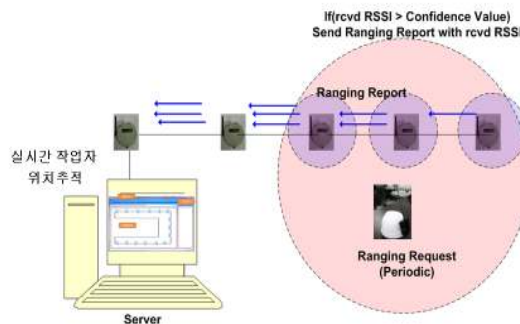 If(rcvd RSSI > Confidence Value)
Send Ranging Report with rcvd RSSI
Ranging Report
실시간 작업자
위치추적
Ranging Request
(Periodic)
Server